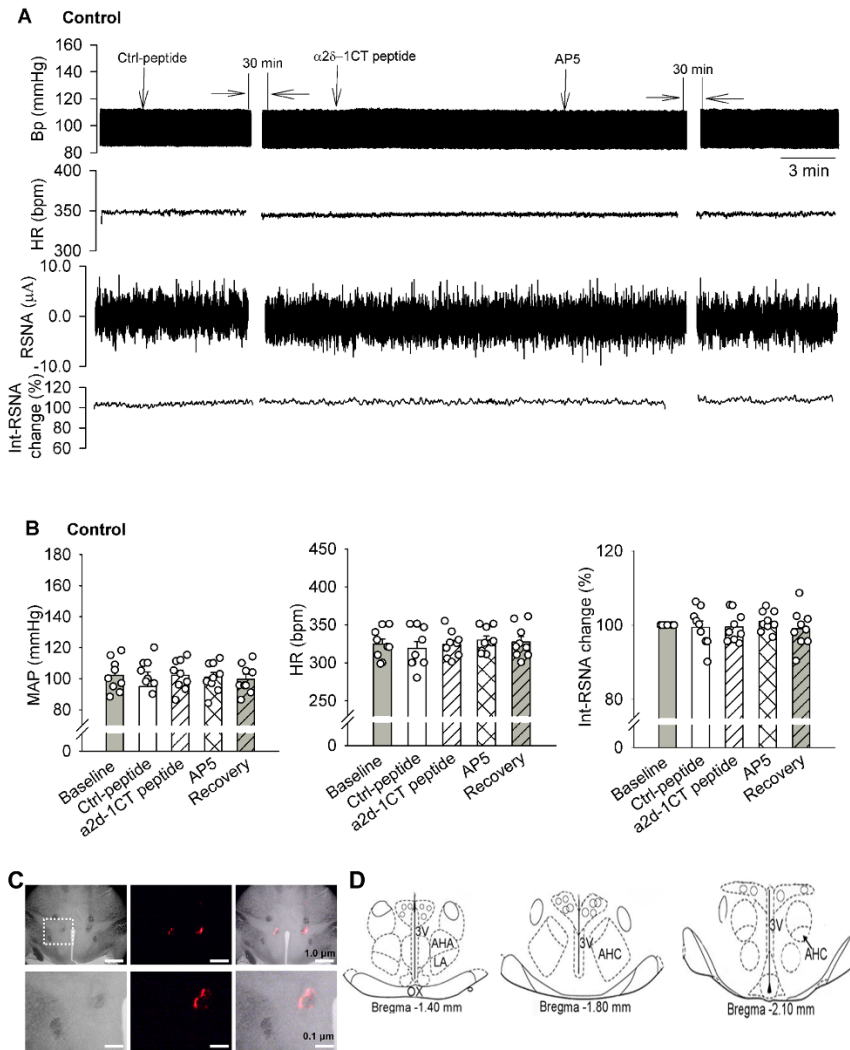 A Control
Ctrl-peptide
30 min
α2δ–1CT peptide
AP5
30 min
Bp (mmHg)
160
140
120
100
80
3 min
HR (bpm)
400
350
300
RSNA (μA)
10.0
0.0
10.0
Int-RSNA
change (%)
120
100
80
60
B Control
MAP (mmHg)
180
160
140
120
100
80
0
Baseline
Ctrl-peptide
a2d-1CT peptide
AP5
Recovery
HR (bpm)
450
400
350
300
250
0
Baseline
Ctrl-peptide
a2d-1CT peptide
AP5
Recovery
Int-RSNA change (%)
120
100
80
0
Baseline
Ctrl-peptide
a2d-1CT peptide
AP5
Recovery
C
1.0 μm
0.1 μm
D
3V
AHA
LA
OX
Bregma -1.40 mm
3V
AHC
Bregma -1.80 mm
3V
AHC
Bregma -2.10 mm